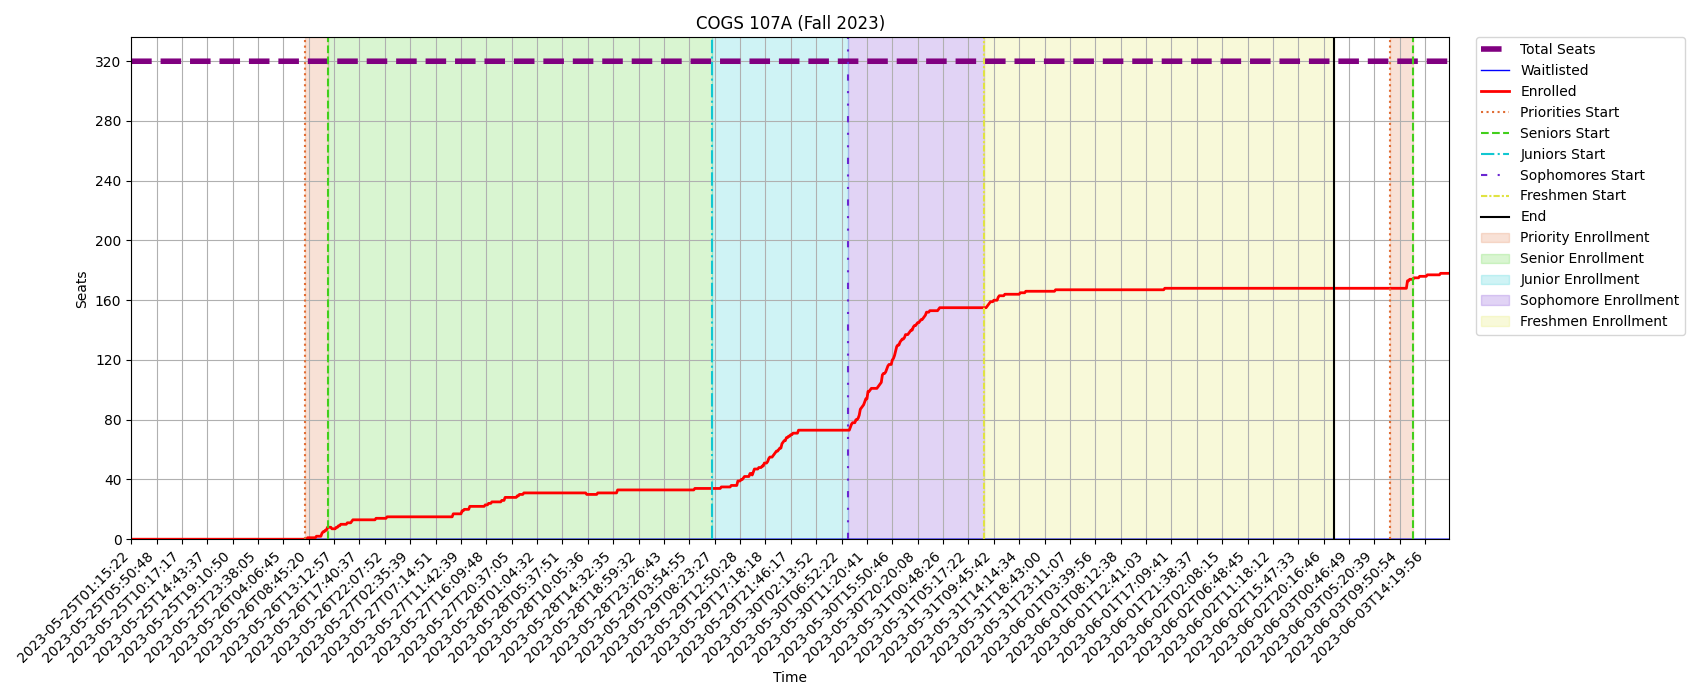 COGS 107A (Fall 2023)
320
280
240
200
160
120
80
40
0
Seats
2023-05-25T01:15:22
2023-05-25T05:50:48
2023-05-25T10:17:17
2023-05-25T14:43:37
2023-05-25T19:10:50
2023-05-25T23:38:05
2023-05-26T04:06:45
2023-05-26T08:45:20
2023-05-26T13:12:57
2023-05-26T17:40:37
2023-05-26T22:07:52
2023-05-27T02:35:39
2023-05-27T07:14:51
2023-05-27T11:42:39
2023-05-27T16:09:48
2023-05-27T20:37:05
2023-05-28T01:04:32
2023-05-28T05:37:51
2023-05-28T10:05:36
2023-05-28T14:32:35
2023-05-28T18:59:32
2023-05-28T23:26:43
2023-05-29T03:54:55
2023-05-29T08:23:27
2023-05-29T12:50:28
2023-05-29T17:18:18
2023-05-29T21:46:17
2023-05-30T02:13:52
2023-05-30T06:52:22
2023-05-30T11:20:41
2023-05-30T15:50:46
2023-05-30T20:20:08
2023-05-31T00:48:26
2023-05-31T05:17:22
2023-05-31T09:45:42
2023-05-31T14:14:34
2023-05-31T18:43:00
2023-05-31T23:11:07
2023-06-01T03:39:56
2023-06-01T08:12:38
2023-06-01T12:41:03
2023-06-01T17:09:41
2023-06-01T21:38:37
2023-06-02T02:08:15
2023-06-02T06:48:45
2023-06-02T11:18:12
2023-06-02T15:47:33
2023-06-02T20:16:46
2023-06-03T00:46:49
2023-06-03T05:20:39
2023-06-03T09:50:54
2023-06-03T14:19:56
Time
Total Seats
Waitlisted
Enrolled
Priorities Start
Seniors Start
Juniors Start
Sophomores Start
Freshmen Start
End
Priority Enrollment
Senior Enrollment
Junior Enrollment
Sophomore Enrollment
Freshmen Enrollment